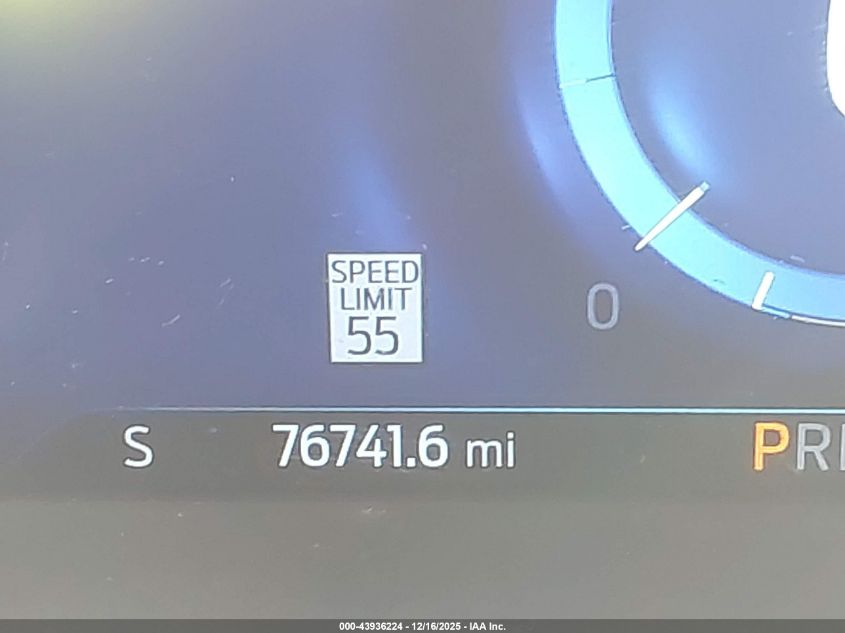 SPEED
LIMIT
55
0
S 76741.6 mi PR
000-43936224 - 12/16/2025 - IAA Inc.